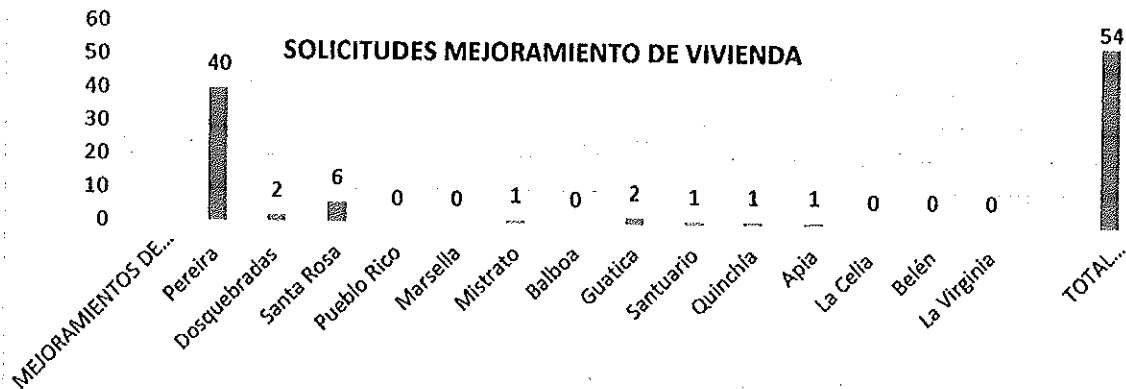 SOLICITUDES MEJORAMIENTO DE VIVIENDA
60
50
40
30
20
10
0
40
2
6
0
0
1
0
2
1
1
1
0
0
0
54
MEJORAMIENTOS DE...
Pereira
Dosquebradas
Santa Rosa
Pueblo Rico
Marsella
Mistrato
Balboa
Guatica
Santuario
Quinchía
Apia
La Celia
Belén
La Virginia
TOTAL...